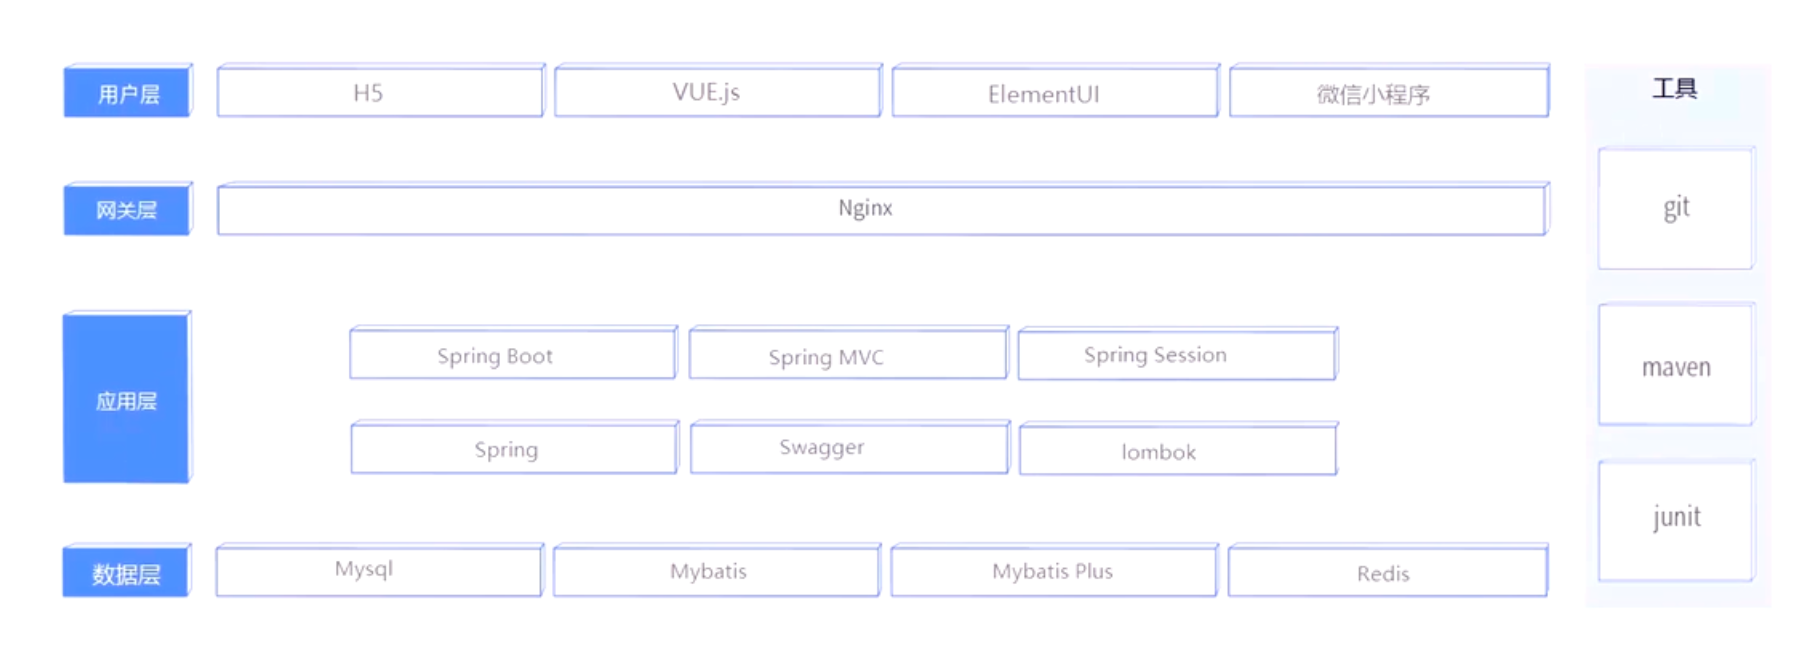 用户层
H5
VUE.js
ElementUI
微信小程序
网关层
Nginx
应用层
Spring Boot
Spring MVC
Spring Session
Spring
Swagger
lombok
数据层
Mysql
Mybatis
Mybatis Plus
Redis
工具
git
maven
junit